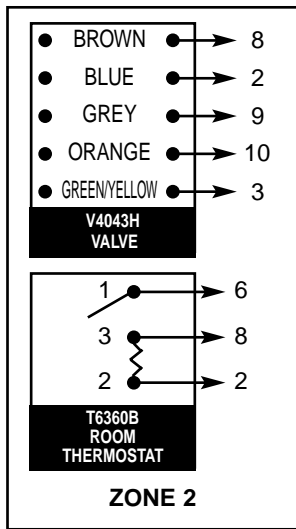 BROWN 8
BLUE 2
GREY 9
ORANGE 10
GREEN/YELLOW 3
V4043H
VALVE
1 6
3 8
2 2
T6360B
ROOM
THERMOSTAT
ZONE 2